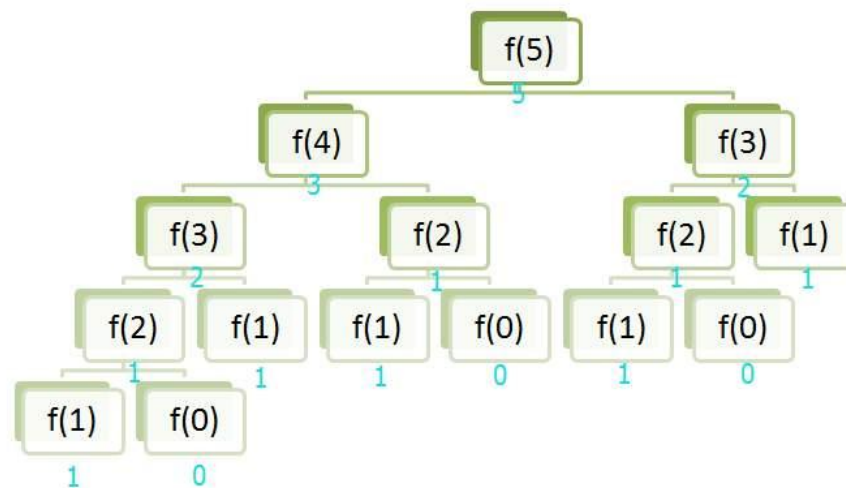 f(5)
5
f(4) f(3)
3 2
f(3) f(2) f(2) f(1)
2 1 1 1
f(2) f(1) f(1) f(0) f(1) f(0)
1 1 1 0 1 0
f(1) f(0)
1 0